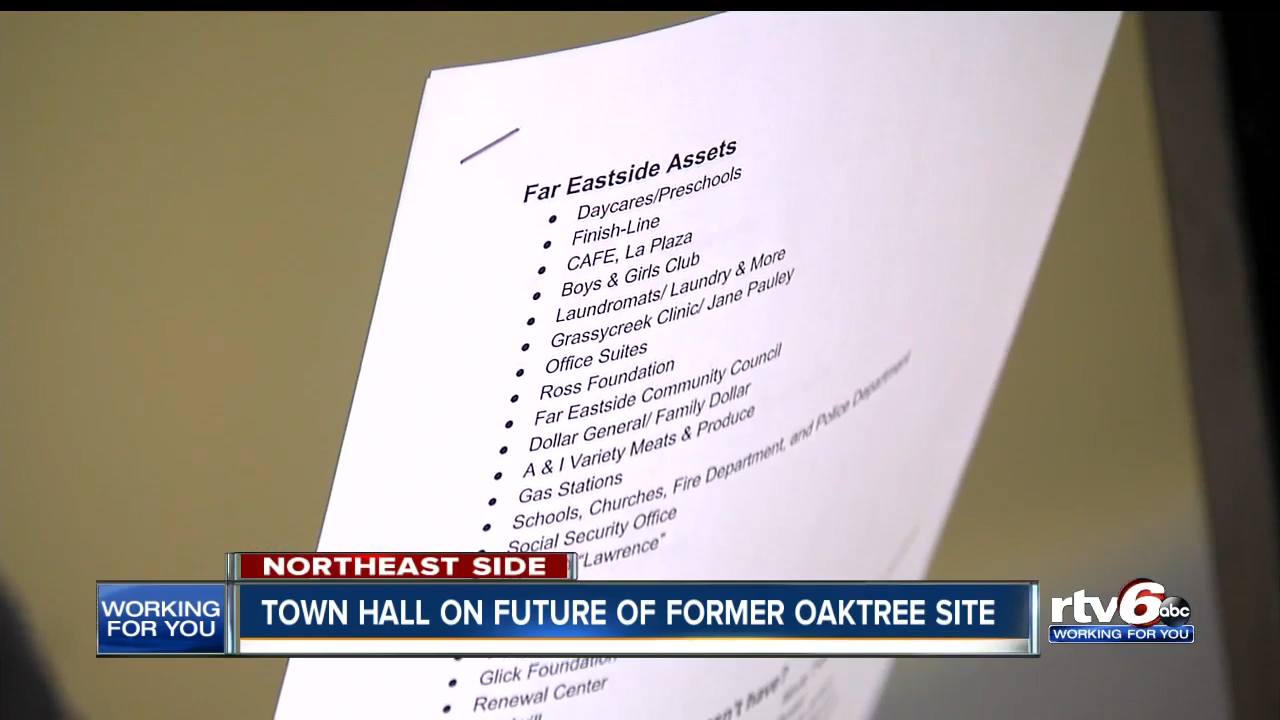 Far Eastside Assets
• Daycares/Preschools
• Finish-Line
• CAFE, La Plaza
• Boys & Girls Club
• Laundromats/ Laundry & More
• Grassycreek Clinic/ Jane Pauley
• Office Suites
• Ross Foundation
• Far Eastside Community Council
• Dollar General/ Family Dollar
• A & I Variety Meats & Produce
• Gas Stations
• Schools, Churches, Fire Department, and Police Department
• Social Security Office
"Lawrence"
NORTHEAST SIDE
WORKING
FOR YOU
TOWN HALL ON FUTURE OF FORMER OAKTREE SITE
rtv6 abc
WORKING FOR YOU
• Glick Foundation
• Renewal Center
have?